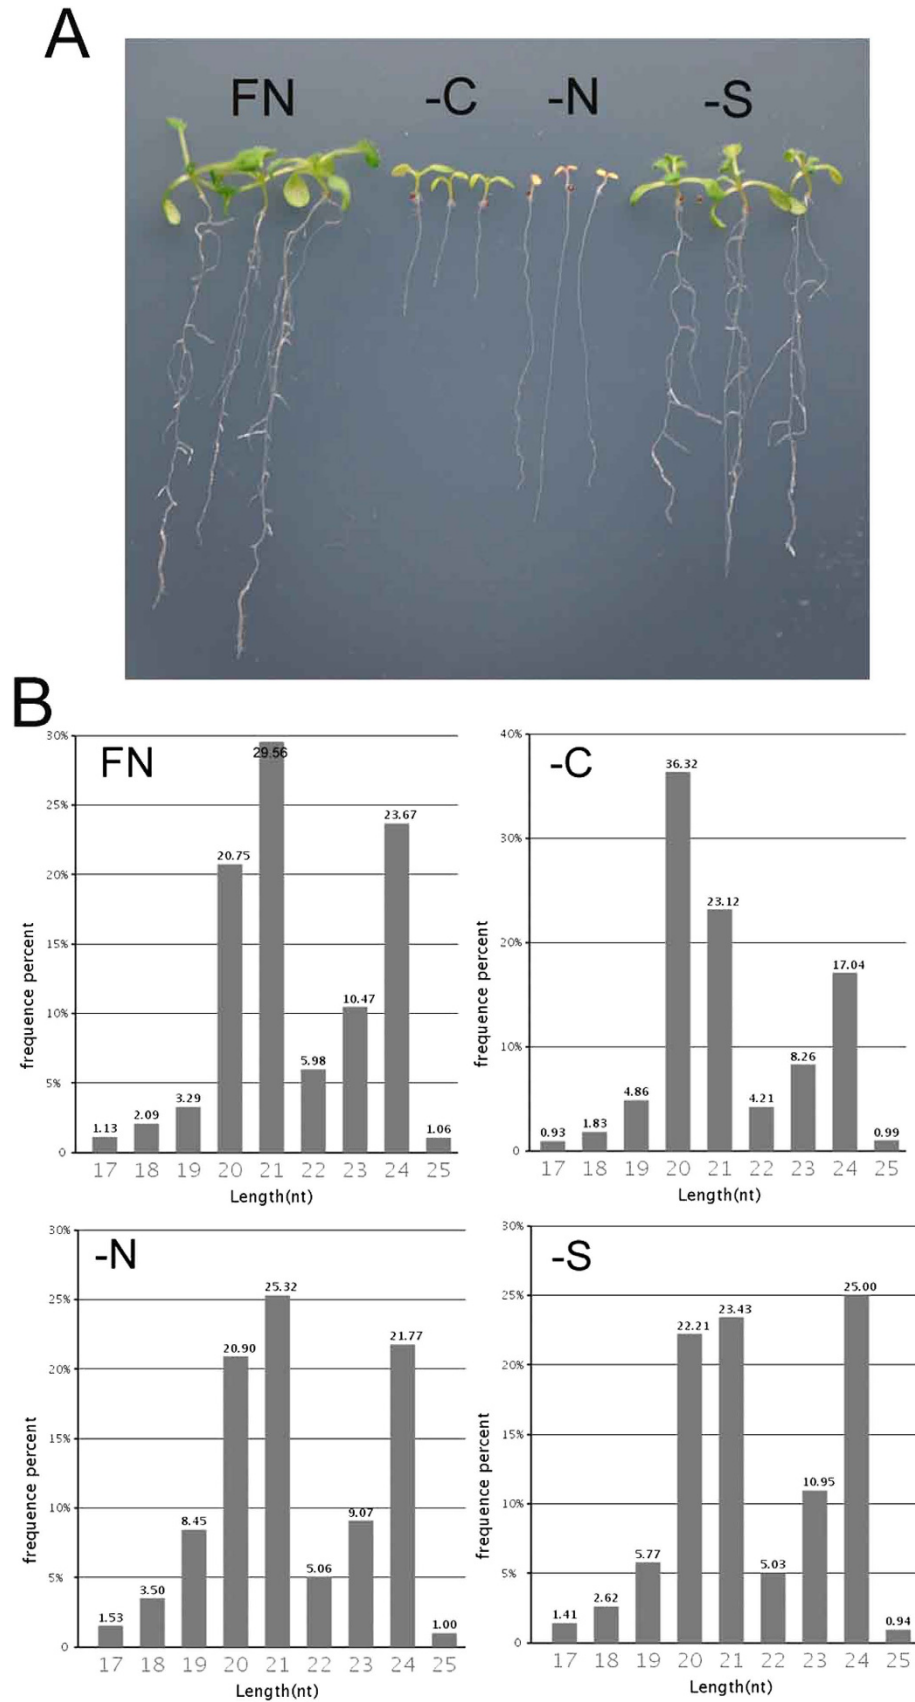 A
FN -C -N -S
B
FN
30%
25%
20%
15%
10%
5%
0
frequence percent
1.13 2.09 3.29 20.75 29.56 5.98 10.47 23.67 1.06
17 18 19 20 21 22 23 24 25
Length(nt)
-C
40%
30%
20%
10%
0
frequence percent
0.93 1.83 4.86 36.32 23.12 4.21 8.26 17.04 0.99
17 18 19 20 21 22 23 24 25
Length(nt)
-N
30%
25%
20%
15%
10%
5%
0
frequence percent
1.53 3.50 8.45 20.90 25.32 5.06 9.07 21.77 1.00
17 18 19 20 21 22 23 24 25
Length(nt)
-S
30%
25%
20%
15%
10%
5%
0
frequence percent
1.41 2.62 5.77 22.21 23.43 5.03 10.95 25.00 0.94
17 18 19 20 21 22 23 24 25
Length(nt)